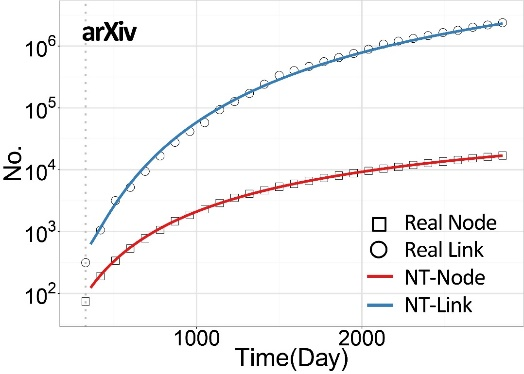 arXiv
No.
10^6
10^5
10^4
10^3
10^2
1000
2000
Time(Day)
Real Node
Real Link
NT-Node
NT-Link